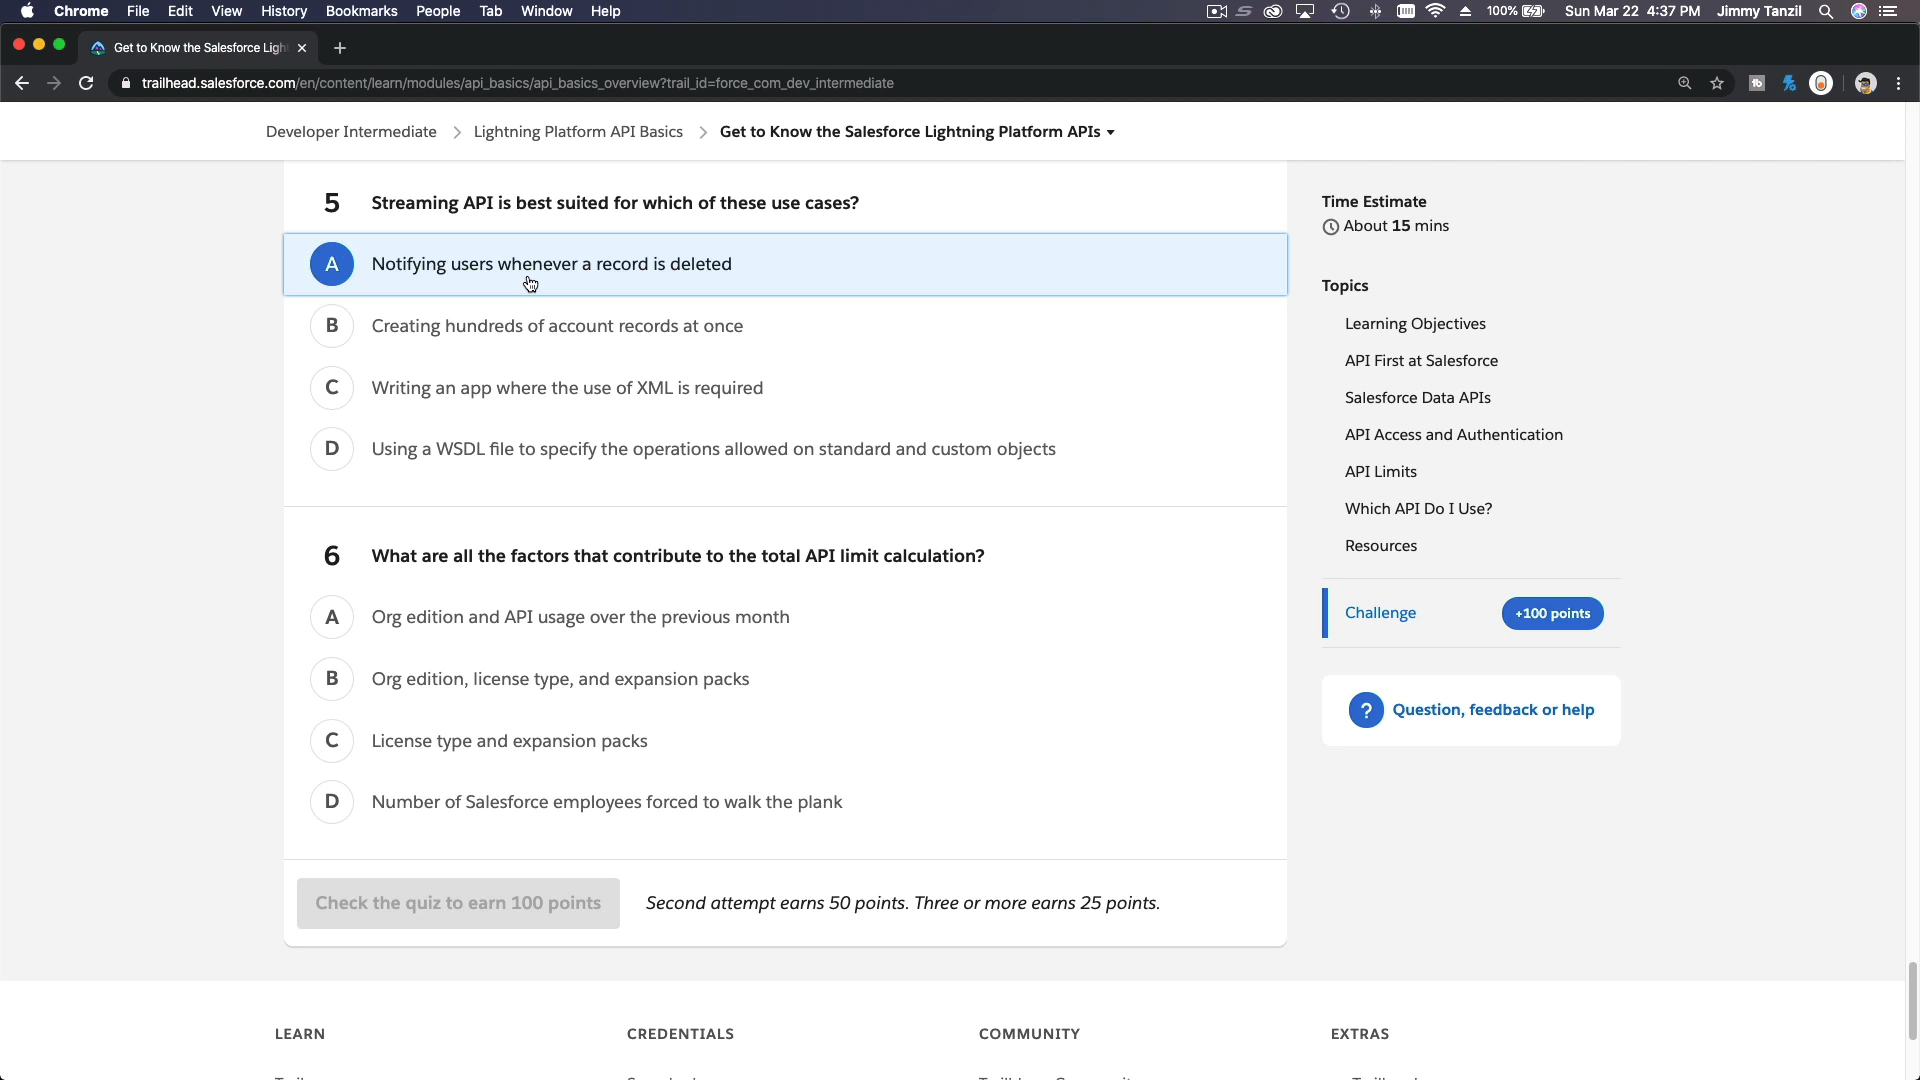 Chrome File Edit View History Bookmarks People Tab Window Help 100% Sun Mar 22 4:37 PM Jimmy Tanzil
Get to Know the Salesforce Ligh
trailhead.salesforce.com/en/content/learn/modules/api_basics/api_basics_overview?trail_id=force_com_dev_intermediate
Developer Intermediate > Lightning Platform API Basics > Get to Know the Salesforce Lightning Platform APIs
5 Streaming API is best suited for which of these use cases?
A Notifying users whenever a record is deleted
B Creating hundreds of account records at once
C Writing an app where the use of XML is required
D Using a WSDL file to specify the operations allowed on standard and custom objects
6 What are all the factors that contribute to the total API limit calculation?
A Org edition and API usage over the previous month
B Org edition, license type, and expansion packs
C License type and expansion packs
D Number of Salesforce employees forced to walk the plank
Check the quiz to earn 100 points Second attempt earns 50 points. Three or more earns 25 points.
Time Estimate
About 15 mins
Topics
Learning Objectives
API First at Salesforce
Salesforce Data APIs
API Access and Authentication
API Limits
Which API Do I Use?
Resources
Challenge +100 points
? Question, feedback or help
LEARN CREDENTIALS COMMUNITY EXTRAS